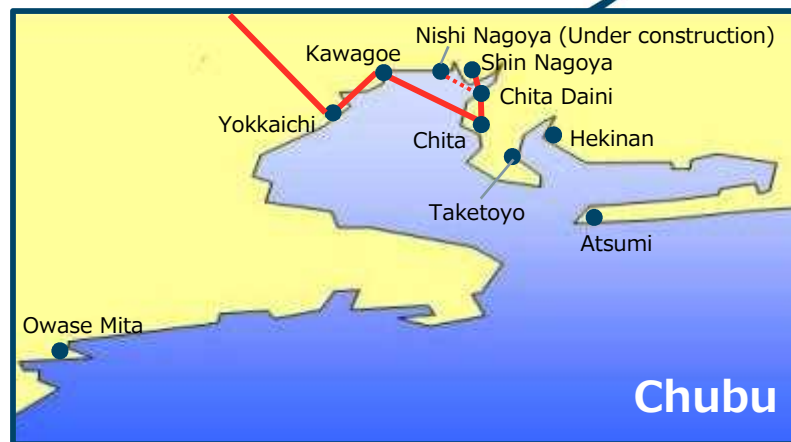 Nishi Nagoya (Under construction)
Kawagoe
Shin Nagoya
Chita Daini
Yokkaichi
Chita
Hekinan
Taketoyo
Atsumi
Owase Mita
Chubu